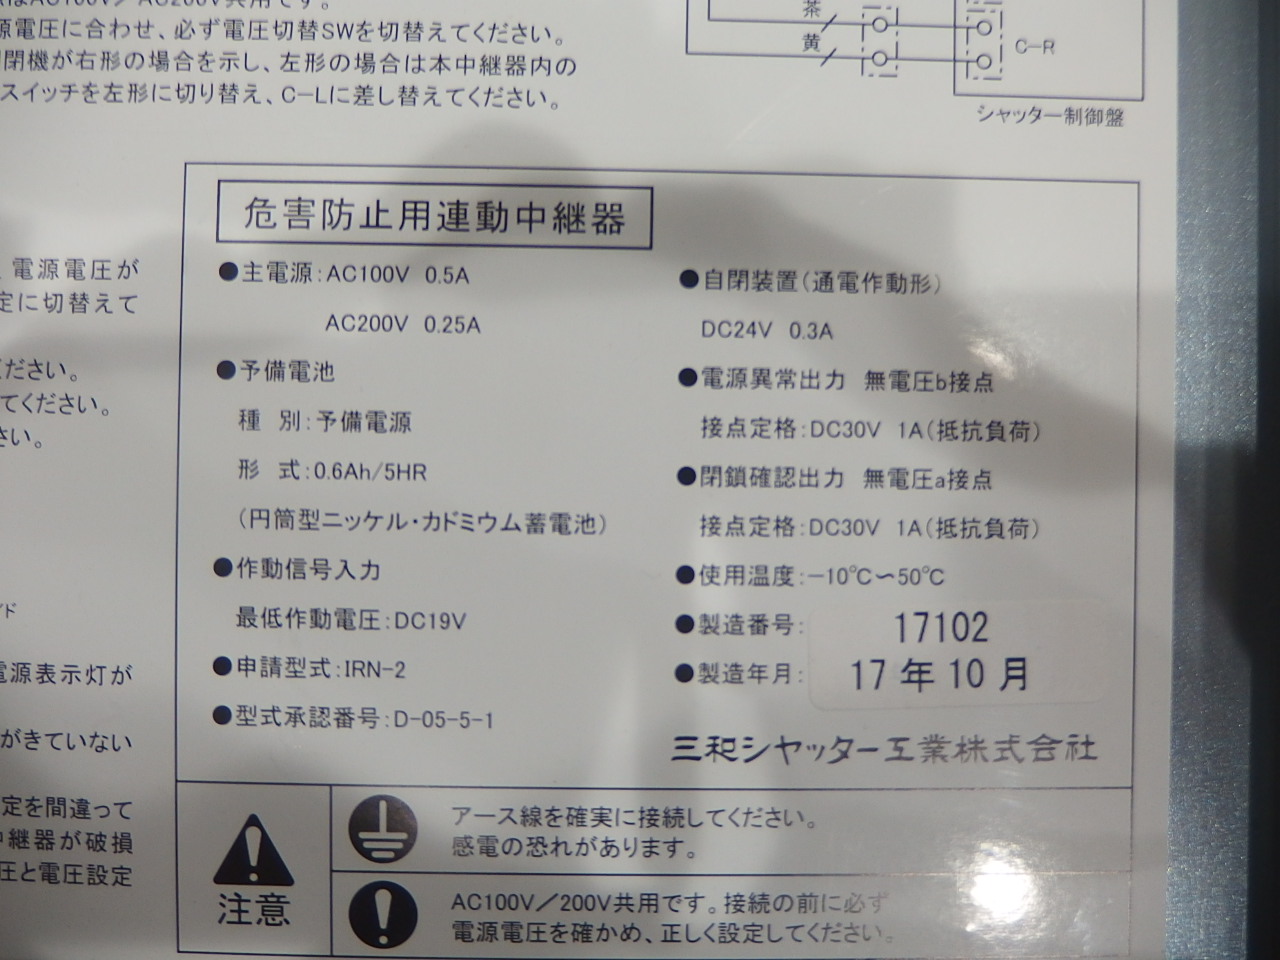 はAC100V／AC200V共用です。
源電圧に合わせ、必ず電圧切替SWを切替えてください。
閉機が右形の場合を示し、左形の場合は本中継器内の
スイッチを左形に切り替え、C-Lに差し替えてください。
茶
黄
C-R
シャッター制御盤
電源電圧が
定に切替えて
ください。
てください。
さい。
電源表示灯が
がきていない
定を間違って
中継器が破損
圧と電圧設定
危害防止用連動中継器
●主電源：AC100V 0.5A
AC200V 0.25A
●予備電池
種 別：予備電源
形 式：0.6Ah/5HR
（円筒型ニッケル・カドミウム蓄電池）
●作動信号入力
最低作動電圧：DC19V
●申請型式：IRN-2
●型式承認番号：D-05-5-1
●自閉装置（通電作動形）
DC24V 0.3A
●電源異常出力 無電圧b接点
接点定格：DC30V 1A（抵抗負荷）
●閉鎖確認出力 無電圧a接点
接点定格：DC30V 1A（抵抗負荷）
●使用温度：－10℃～50℃
●製造番号： 17102
●製造年月： 17年10月
三和シヤッター工業株式会社
注意
アース線を確実に接続してください。
感電の恐れがあります。
AC100V／200V共用です。接続の前に必ず
電源電圧を確かめ、正しく設定してください。